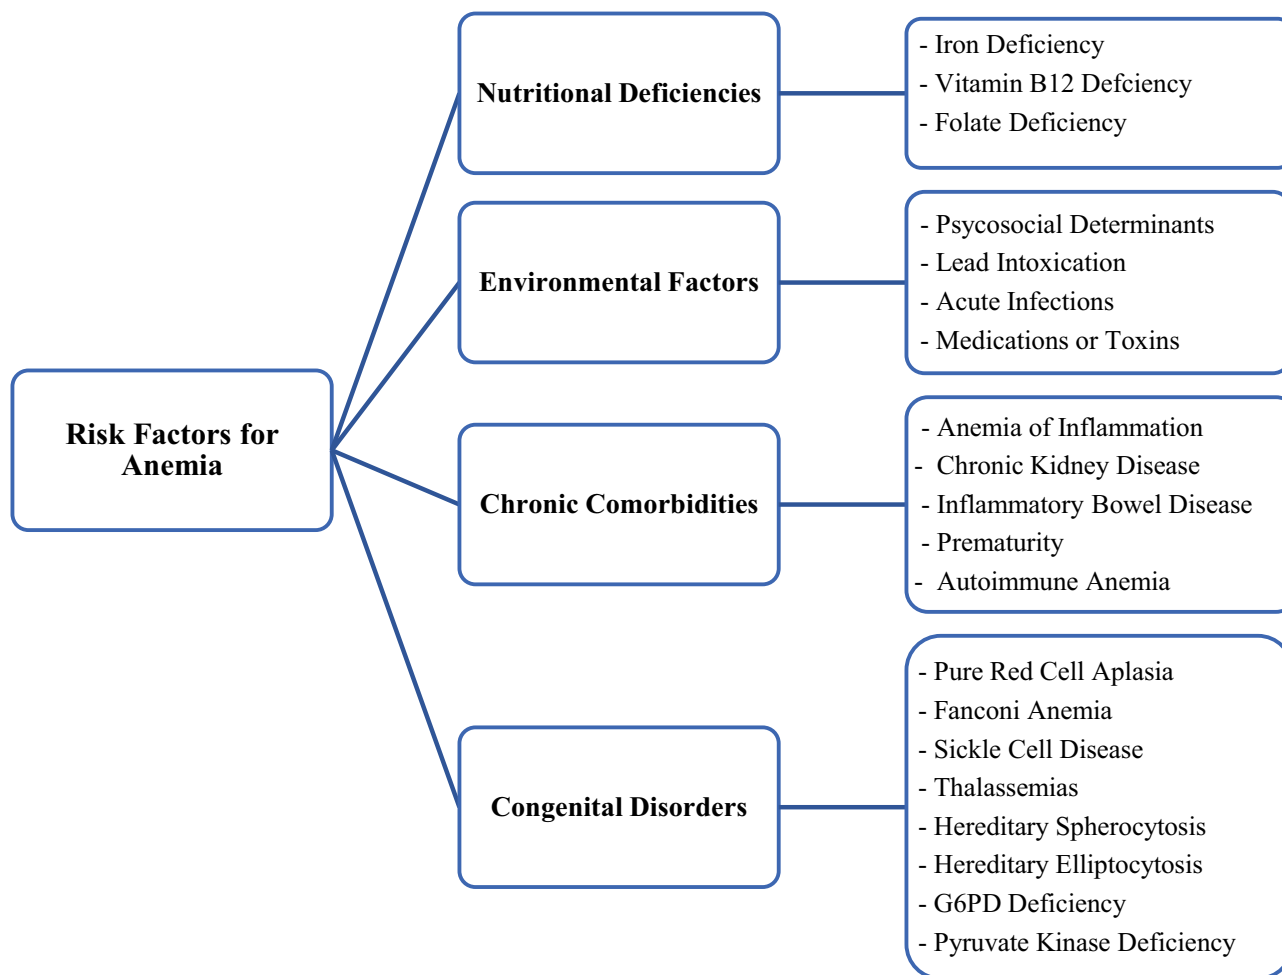 Nutritional Deficiencies
- Iron Deficiency
- Vitamin B12 Defciency
- Folate Deficiency
Environmental Factors
- Psycosocial Determinants
- Lead Intoxication
- Acute Infections
- Medications or Toxins
Risk Factors for
Anemia
Chronic Comorbidities
- Anemia of Inflammation
- Chronic Kidney Disease
- Inflammatory Bowel Disease
- Prematurity
- Autoimmune Anemia
Congenital Disorders
- Pure Red Cell Aplasia
- Fanconi Anemia
- Sickle Cell Disease
- Thalassemias
- Hereditary Spherocytosis
- Hereditary Elliptocytosis
- G6PD Deficiency
- Pyruvate Kinase Deficiency